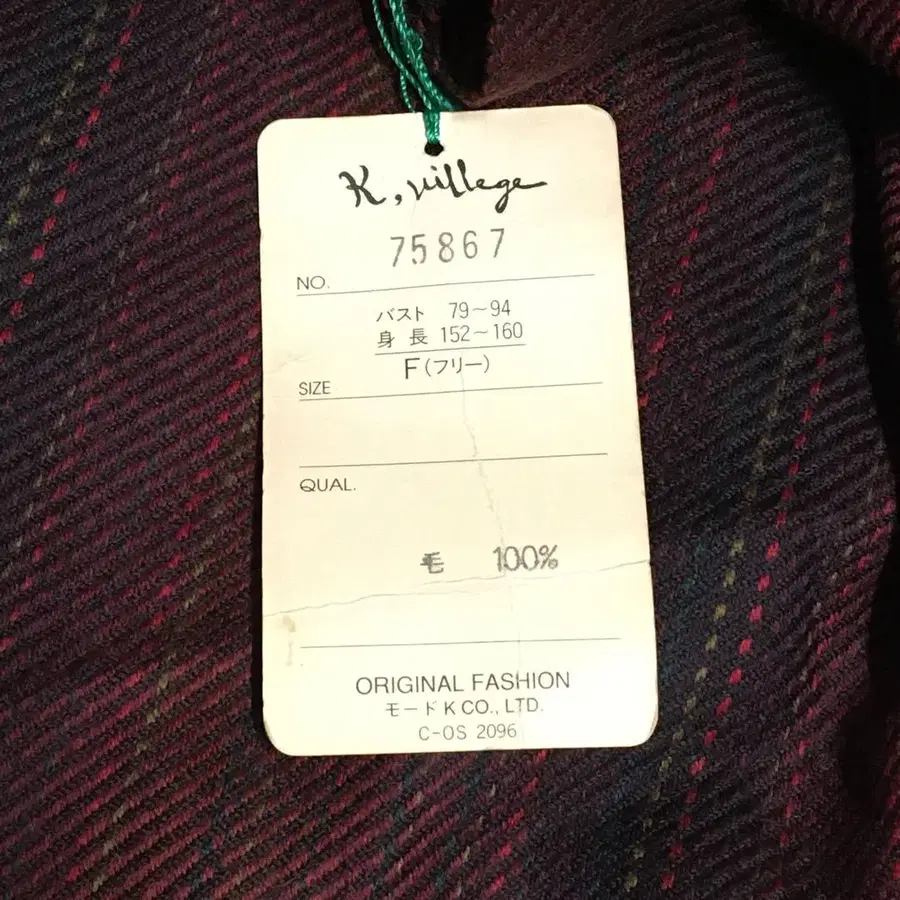 K, village
75867
NO.
バスト 79～94
身長 152～160
F(フリー)
SIZE
QUAL.
毛 100%
ORIGINAL FASHION
モードK CO., LTD.
C-OS 2096